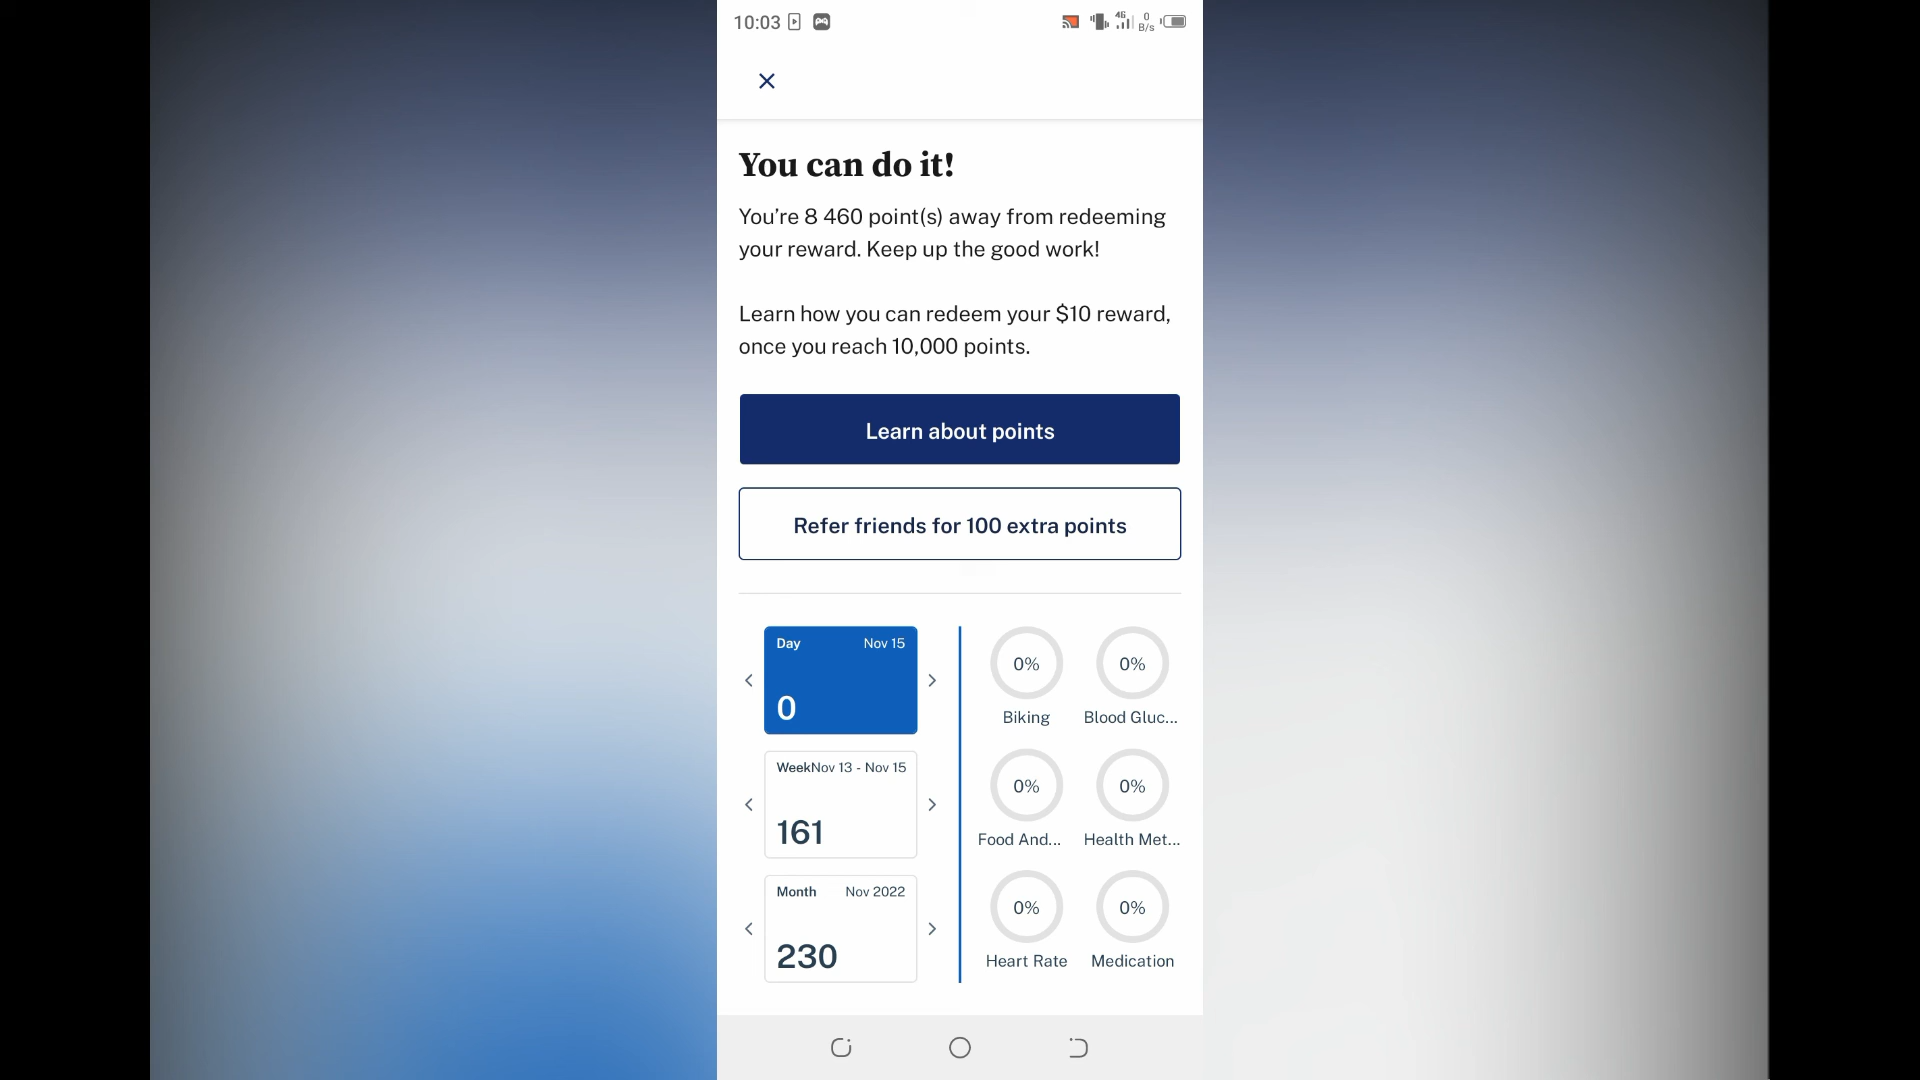 10:03
4G
0
B/s
You can do it!
You’re 8 460 point(s) away from redeeming
your reward. Keep up the good work!
Learn how you can redeem your $10 reward,
once you reach 10,000 points.
Learn about points
Refer friends for 100 extra points
Day Nov 15
0
WeekNov 13 - Nov 15
161
Month Nov 2022
230
0% 0%
Biking Blood Gluc...
0% 0%
Food And... Health Met...
0% 0%
Heart Rate Medication